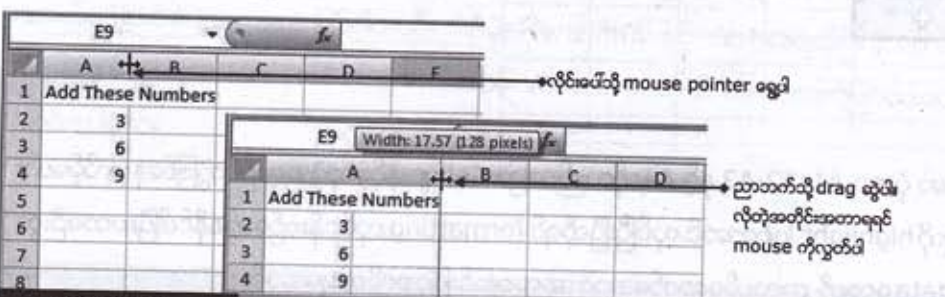 E9 fx
A B C D E
လိုင်းပေါ်သို့ mouse pointer ရွှေ့ပါ
1 Add These Numbers
2 3
3 6
4 9
5
6
7
8
E9 Width: 17.57 (128 pixels) fx
A B C D
1 Add These Numbers
2 3
3 6
4 9
ညာဘက်သို့ drag ဆွဲပါ။
လိုတဲ့အတိုင်းအတာရရင်
mouse ကိုလွှတ်ပါ